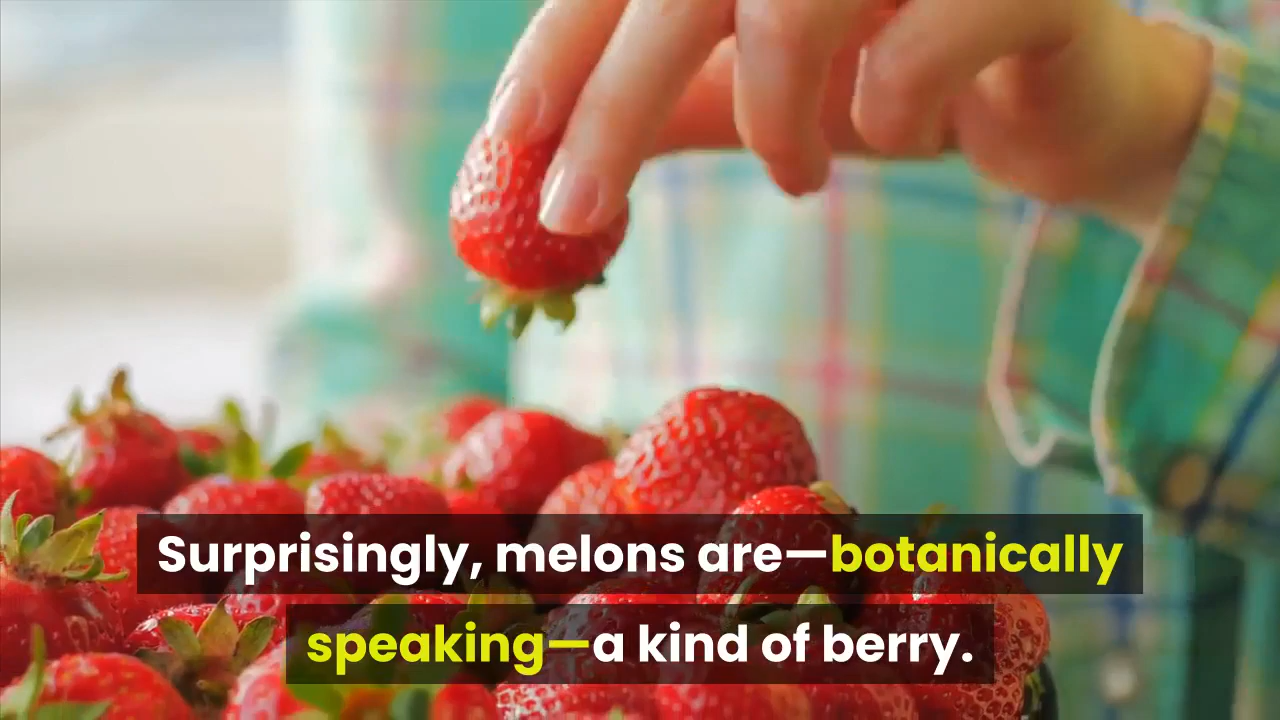 Surprisingly, melons are—botanically
speaking—a kind of berry.